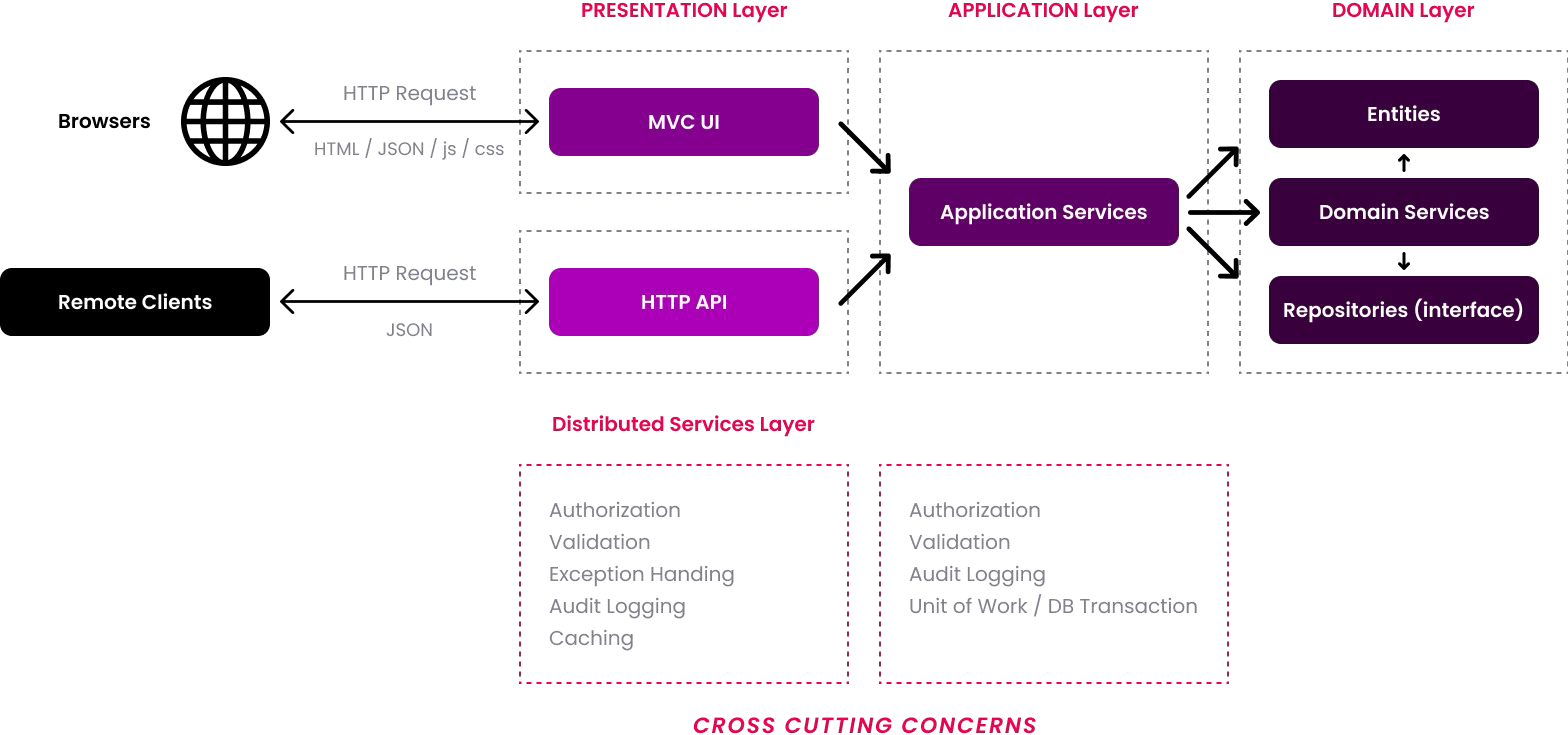 PRESENTATION Layer
APPLICATION Layer
DOMAIN Layer
Browsers
HTTP Request
HTML / JSON / js / css
MVC UI
Entities
Application Services
Domain Services
Remote Clients
HTTP Request
JSON
HTTP API
Repositories (interface)
Distributed Services Layer
Authorization
Validation
Exception Handing
Audit Logging
Caching
Authorization
Validation
Audit Logging
Unit of Work / DB Transaction
CROSS CUTTING CONCERNS